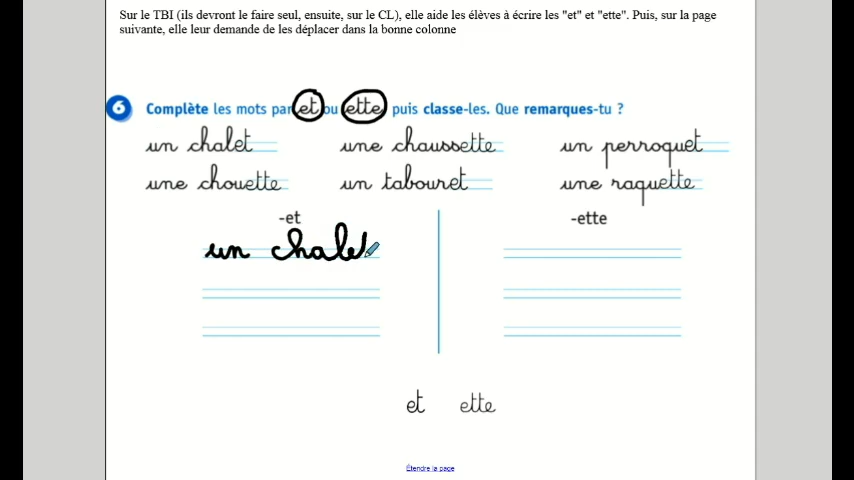 Sur le TBI (ils devront le faire seul, ensuite, sur le CL), elle aide les élèves à écrire les "et" et "ette". Puis, sur la page
suivante, elle leur demande de les déplacer dans la bonne colonne
6 Complète les mots par et ou ette puis classe-les. Que remarques-tu ?
un chalet une chaussette un perroquet
une chouette un tabouret une raquette
-et -ette
un chalet
et ette
Étendre la page